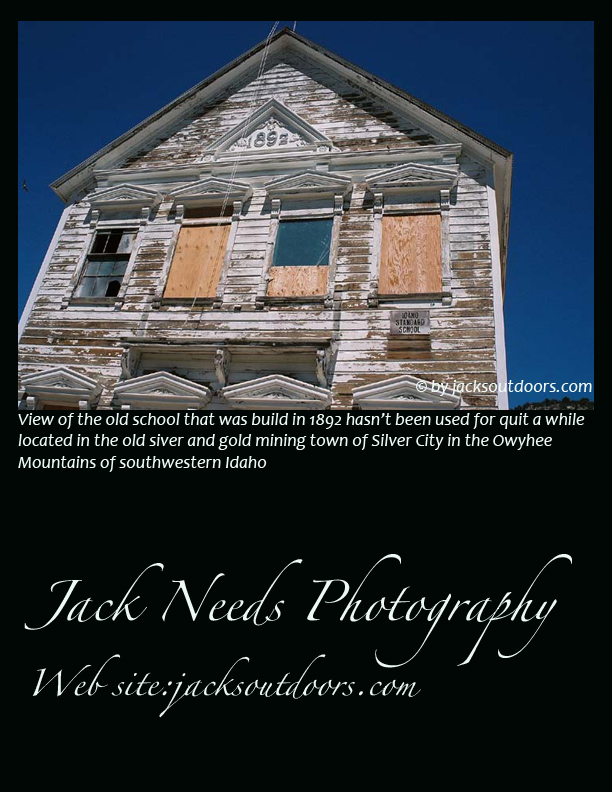 1892
IDAHO
STANDARD
SCHOOL
© by jacksoutdoors.com
View of the old school that was build in 1892 hasn't been used for quit a while
located in the old siver and gold mining town of Silver City in the Owyhee
Mountains of southwestern Idaho
Jack Needs Photography
Web site:jacksoutdoors.com